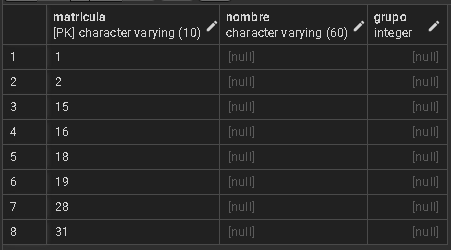 matricula nombre grupo
[PK] character varying (10) character varying (60) integer
1 1 [null] [null]
2 2 [null] [null]
3 15 [null] [null]
4 16 [null] [null]
5 18 [null] [null]
6 19 [null] [null]
7 28 [null] [null]
8 31 [null] [null]